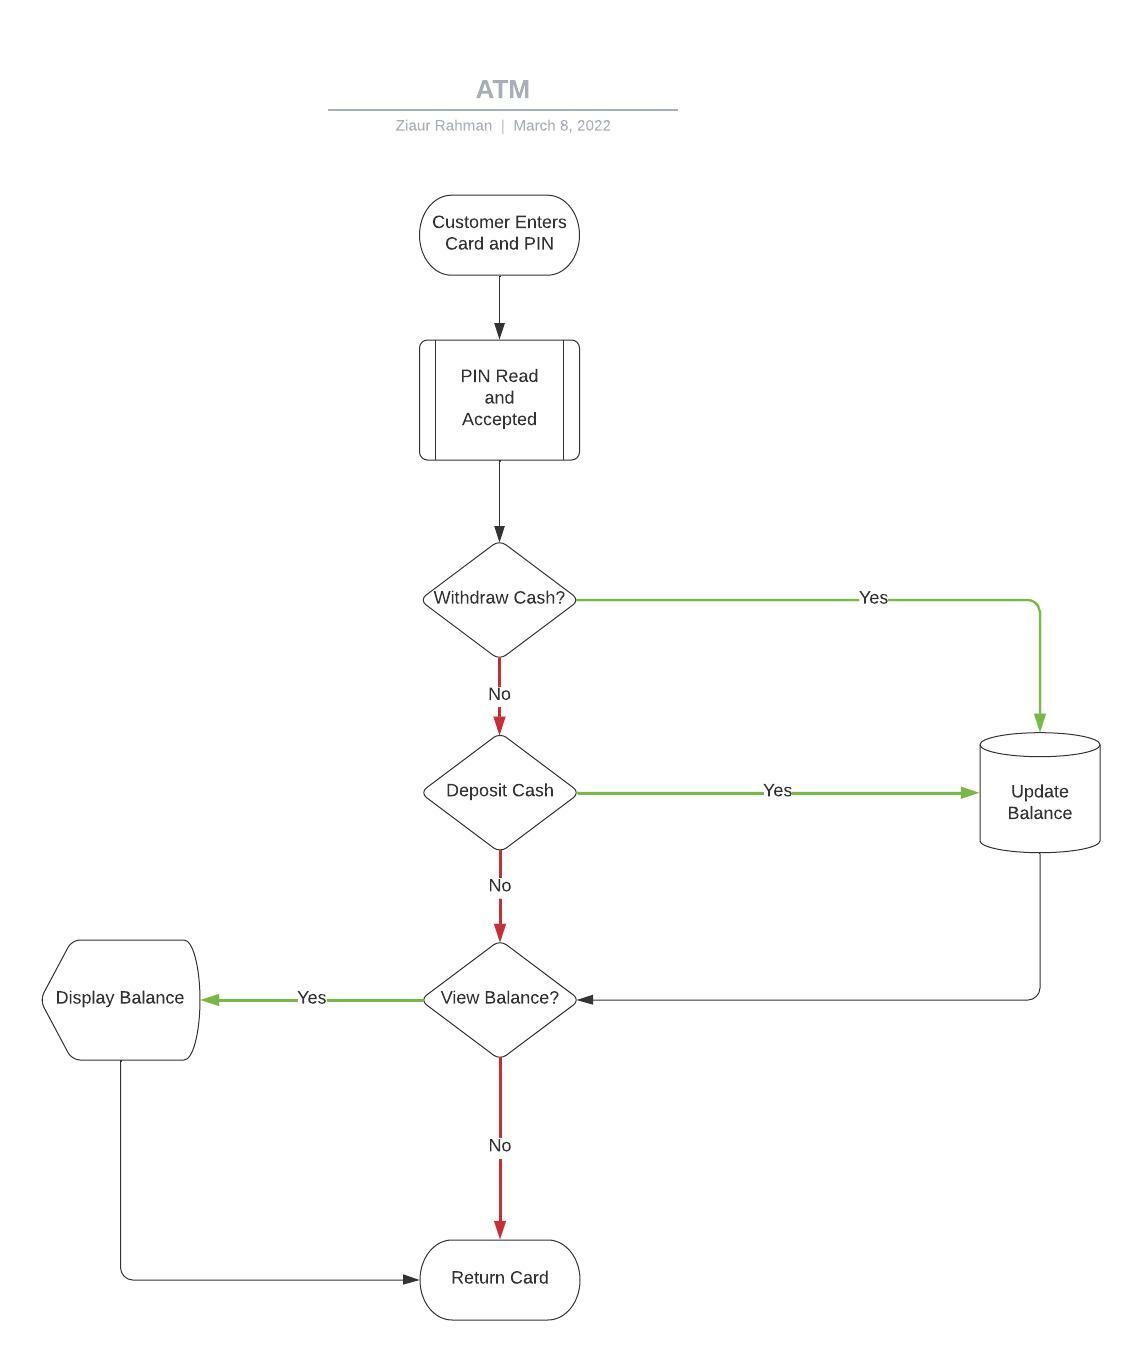 ATM
Ziaur Rahman | March 8, 2022
Customer Enters
Card and PIN
PIN Read
and
Accepted
Withdraw Cash?
Yes
No
Deposit Cash
Yes
Update
Balance
No
Display Balance
Yes
View Balance?
No
Return Card